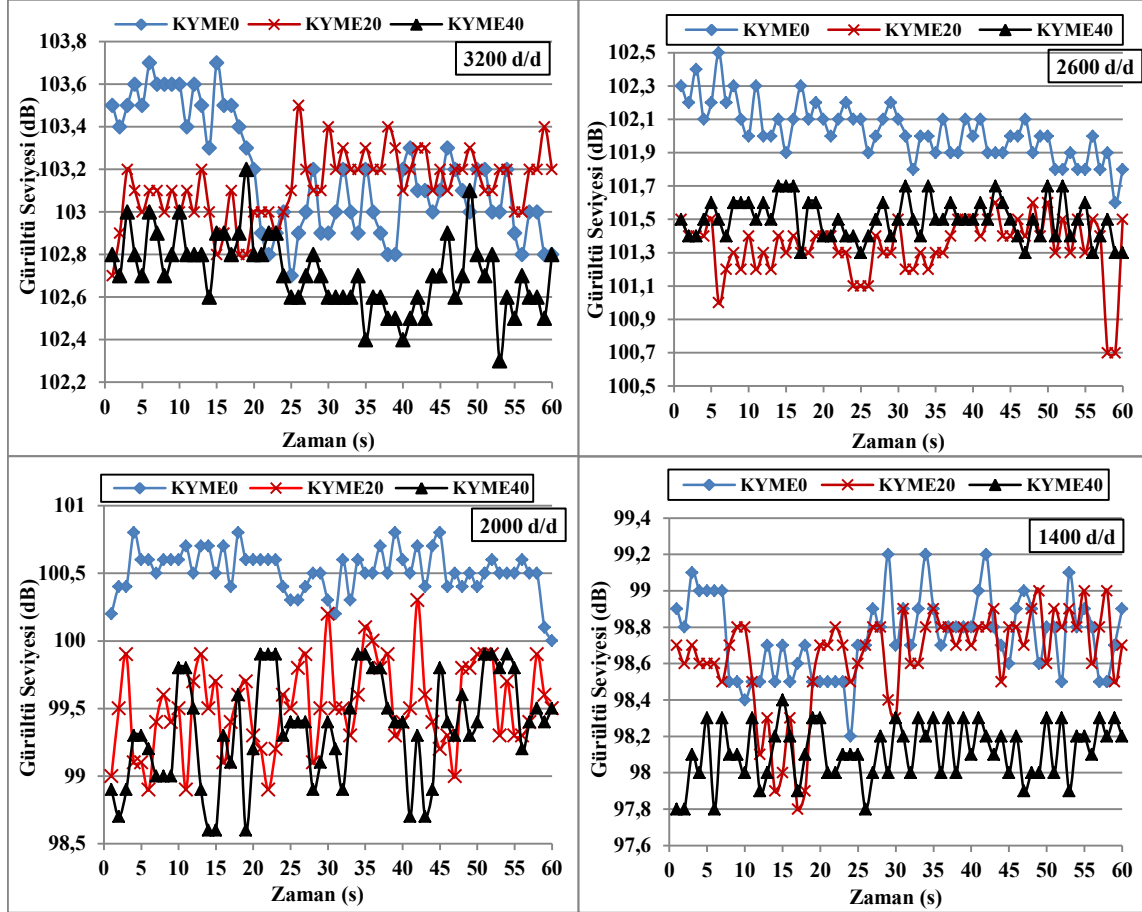 KYME0 KYME20 KYME40
3200 d/d
Gürültü Seviyesi (dB)
103,8
103,6
103,4
103,2
103
102,8
102,6
102,4
102,2
0 5 10 15 20 25 30 35 40 45 50 55 60
Zaman (s)
KYME0 KYME20 KYME40
2600 d/d
Gürültü Seviyesi (dB)
102,5
102,3
102,1
101,9
101,7
101,5
101,3
101,1
100,9
100,7
100,5
0 5 10 15 20 25 30 35 40 45 50 55 60
Zaman (s)
KYME0 KYME20 KYME40
2000 d/d
Gürültü Seviyesi (dB)
101
100,5
100
99,5
99
98,5
0 5 10 15 20 25 30 35 40 45 50 55 60
Zaman (s)
KYME0 KYME20 KYME40
1400 d/d
Gürültü Seviyesi (dB)
99,4
99,2
99
98,8
98,6
98,4
98,2
98
97,8
97,6
0 5 10 15 20 25 30 35 40 45 50 55 60
Zaman (s)